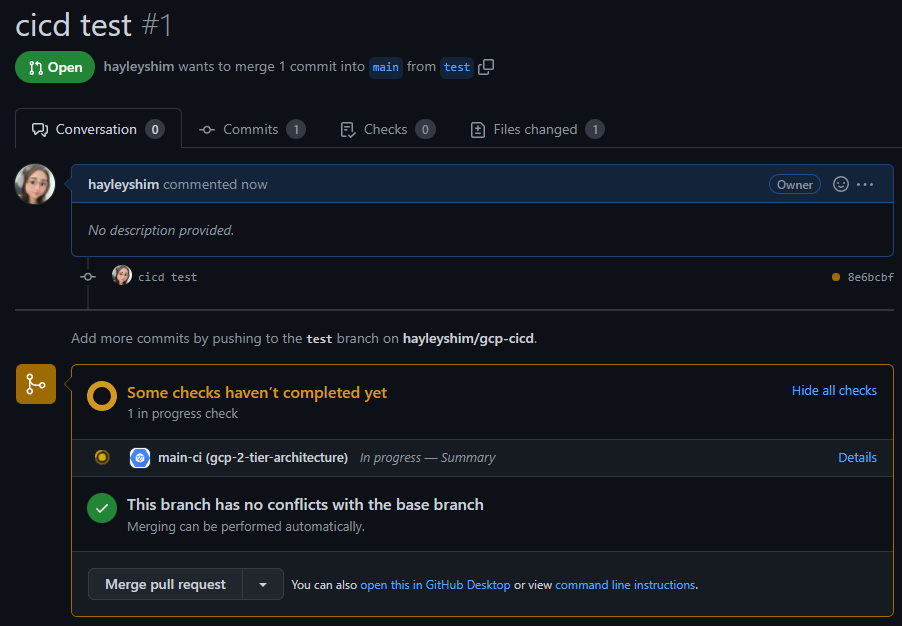 cicd test #1
Open hayleyshim wants to merge 1 commit into main from test
Conversation 0 Commits 1 Checks 0 Files changed 1
hayleyshim commented now Owner
No description provided.
cicd test 8e6bcbf
Add more commits by pushing to the test branch on hayleyshim/gcp-cicd.
Some checks haven't completed yet Hide all checks
1 in progress check
main-ci (gcp-2-tier-architecture) In progress — Summary Details
This branch has no conflicts with the base branch
Merging can be performed automatically.
Merge pull request You can also open this in GitHub Desktop or view command line instructions.